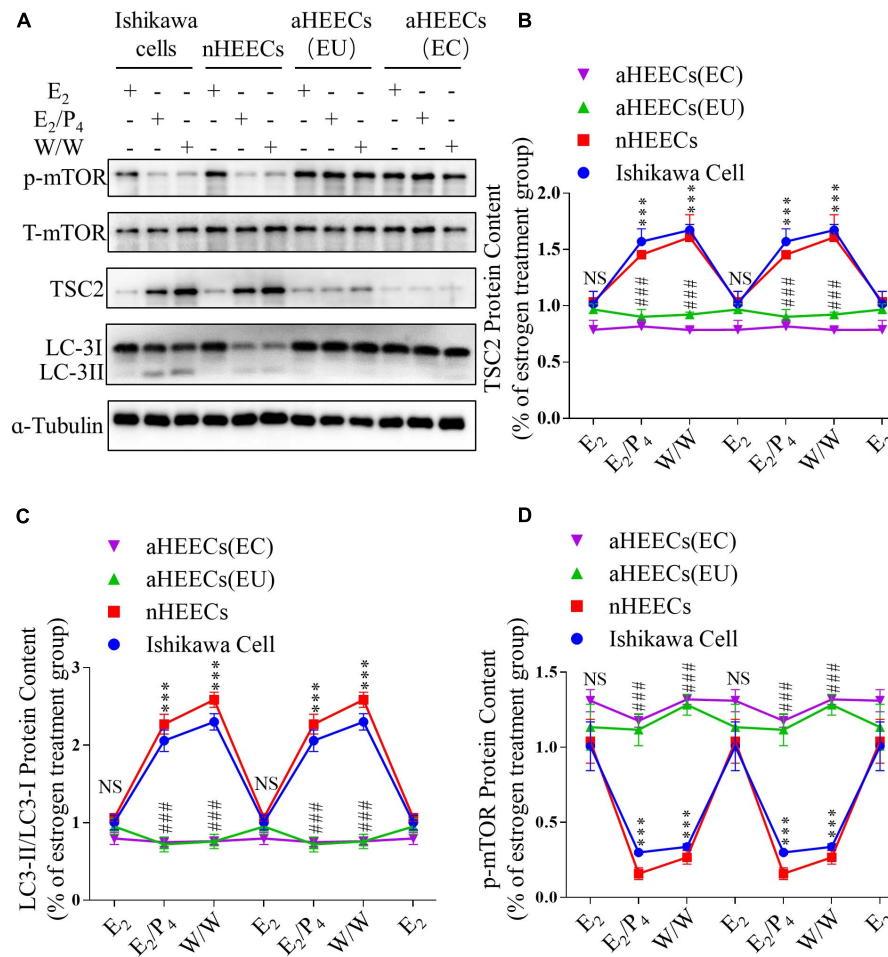 A
Ishikawa cells nHEECs aHEECs (EU) aHEECs (EC)
E₂ + - - + - - + - - + - -
E₂/P₄ - + - - + - - + - - + -
W/W - - + - - + - - + - - +
p-mTOR
T-mTOR
TSC2
LC-3I
LC-3II
α-Tubulin
B
aHEECs(EC)
aHEECs(EU)
nHEECs
Ishikawa Cell
TSC2 Protein Content
(% of estrogen treatment group)
2.0
1.5
1.0
0.5
0.0
NS *** *** NS *** ***
### ### ### ###
E₂ E₂/P₄ W/W E₂ E₂/P₄ W/W E₂
C
aHEECs(EC)
aHEECs(EU)
nHEECs
Ishikawa Cell
LC3-II/LC3-I Protein Content
(% of estrogen treatment group)
3
2
1
0
NS *** *** NS *** ***
### ### ### ###
E₂ E₂/P₄ W/W E₂ E₂/P₄ W/W E₂
D
aHEECs(EC)
aHEECs(EU)
nHEECs
Ishikawa Cell
p-mTOR Protein Content
(% of estrogen treatment group)
1.5
1.0
0.5
0.0
NS ### ### NS ### ###
*** *** *** ***
E₂ E₂/P₄ W/W E₂ E₂/P₄ W/W E₂